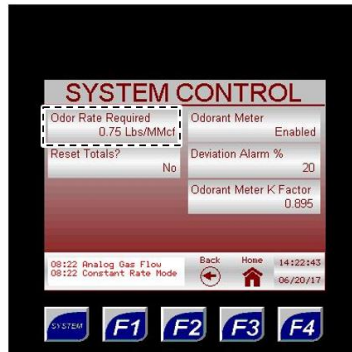 SYSTEM CONTROL
Odor Rate Required
0.75 Lbs/MMcf
Odorant Meter
Enabled
Reset Totals?
No
Deviation Alarm %
20
Odorant Meter K Factor
0.895
08:22 Analog Gas Flow
08:22 Constant Rate Mode
Back
Home
14:22:43
06/20/17
SYSTEM
F1
F2
F3
F4